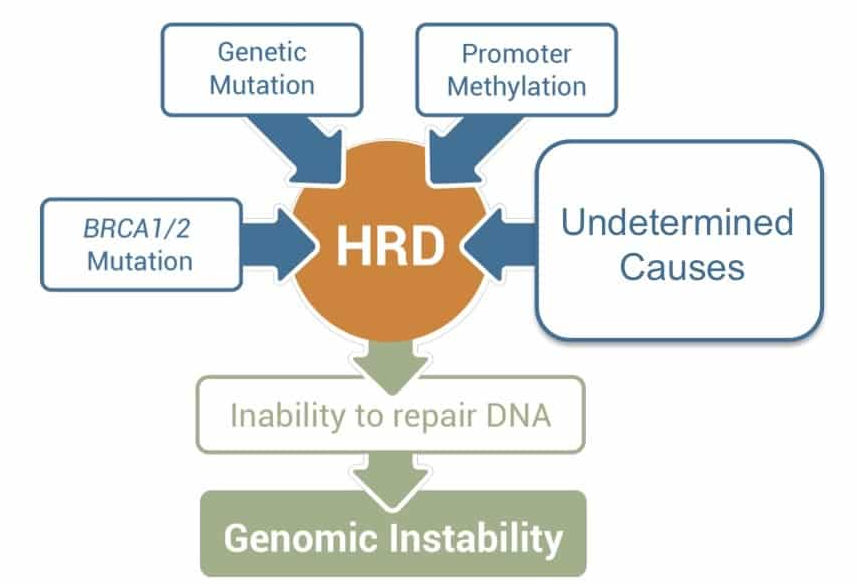 Genetic
Mutation
Promoter
Methylation
BRCA1/2
Mutation
HRD
Undetermined
Causes
Inability to repair DNA
Genomic Instability